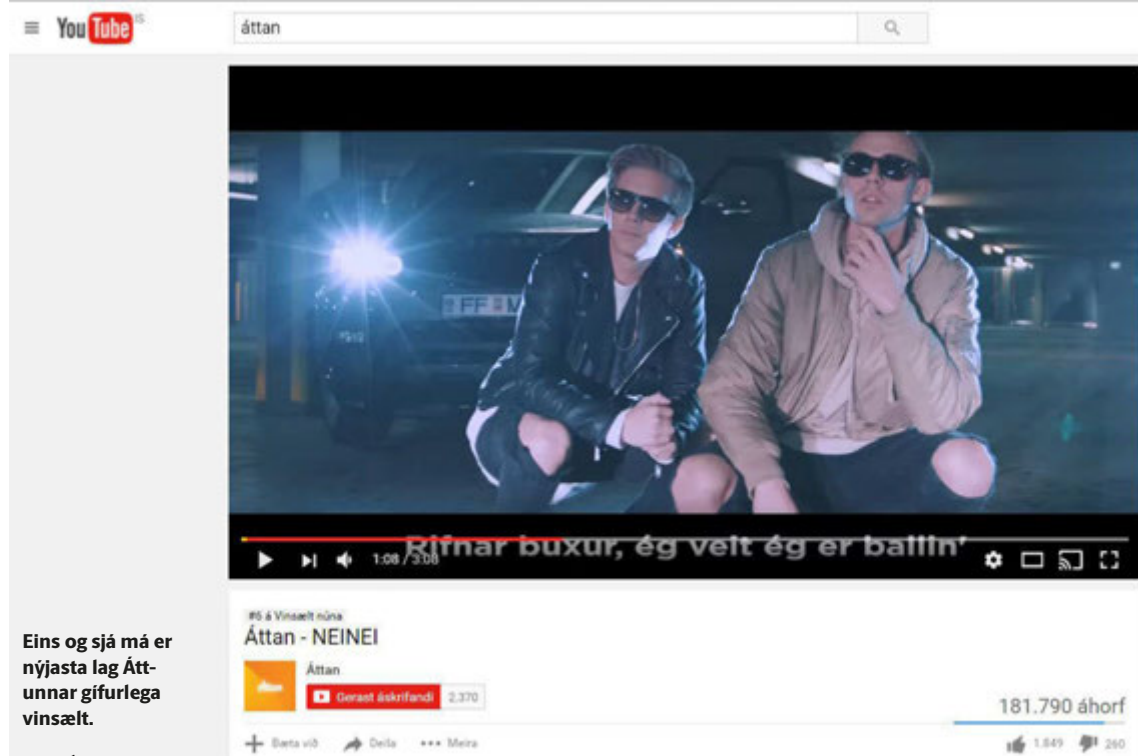 YouTube IS
áttan
FF
1:08 / 3:08
Rifnar buxur, ég veit ég er ballin'
#6 á Vinsælt núna
Áttan - NEINEI
Áttan
Gerast áskrifandi 2.370
181.790 áhorf
Bæta við Deila Meira
1.849 260
Eins og sjá má er
nýjasta lag Átt-
unnar gífurlega
vinsælt.